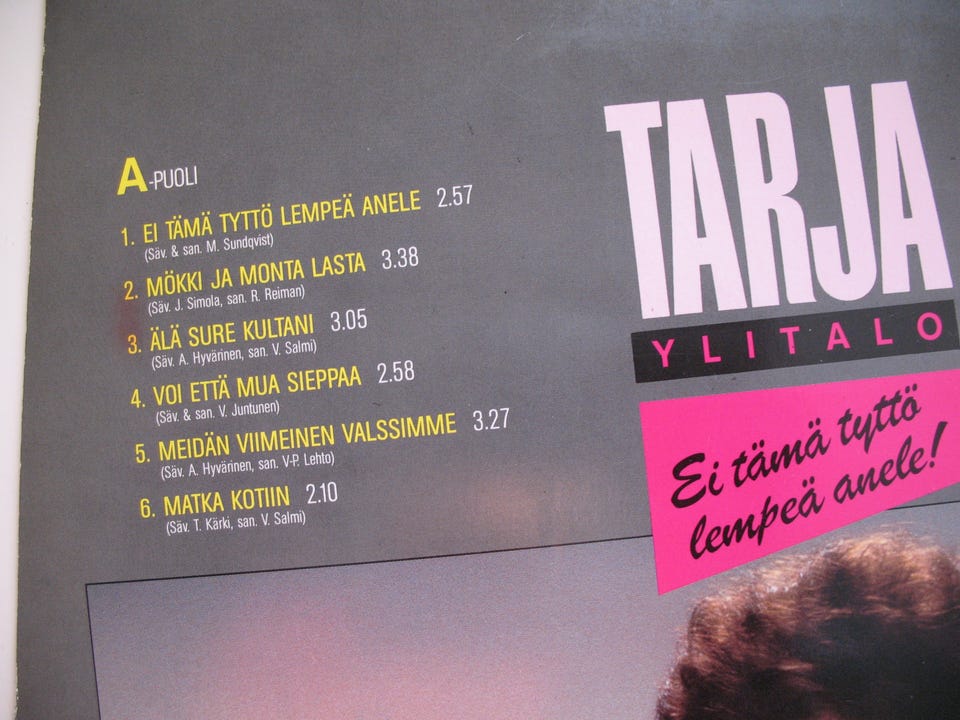 A-PUOLI
1. EI TÄMÄ TYTTÖ LEMPEÄ ANELE 2.57
(Säv. & san. M. Sundqvist)
2. MÖKKI JA MONTA LASTA 3.38
(Säv. J. Simola, san. R. Reiman)
3. ÄLÄ SURE KULTANI 3.05
(Säv. A. Hyvärinen, san. V. Salmi)
4. VOI ETTÄ MUA SIEPPAA 2.58
(Säv. & san. V. Juntunen)
5. MEIDÄN VIIMEINEN VALSSIMME 3.27
(Säv. A. Hyvärinen, san. V-P. Lehto)
6. MATKA KOTIIN 2.10
(Säv. T. Kärki, san. V. Salmi)
TARJA
YLITALO
Ei tämä tyttö
lempeä anele!